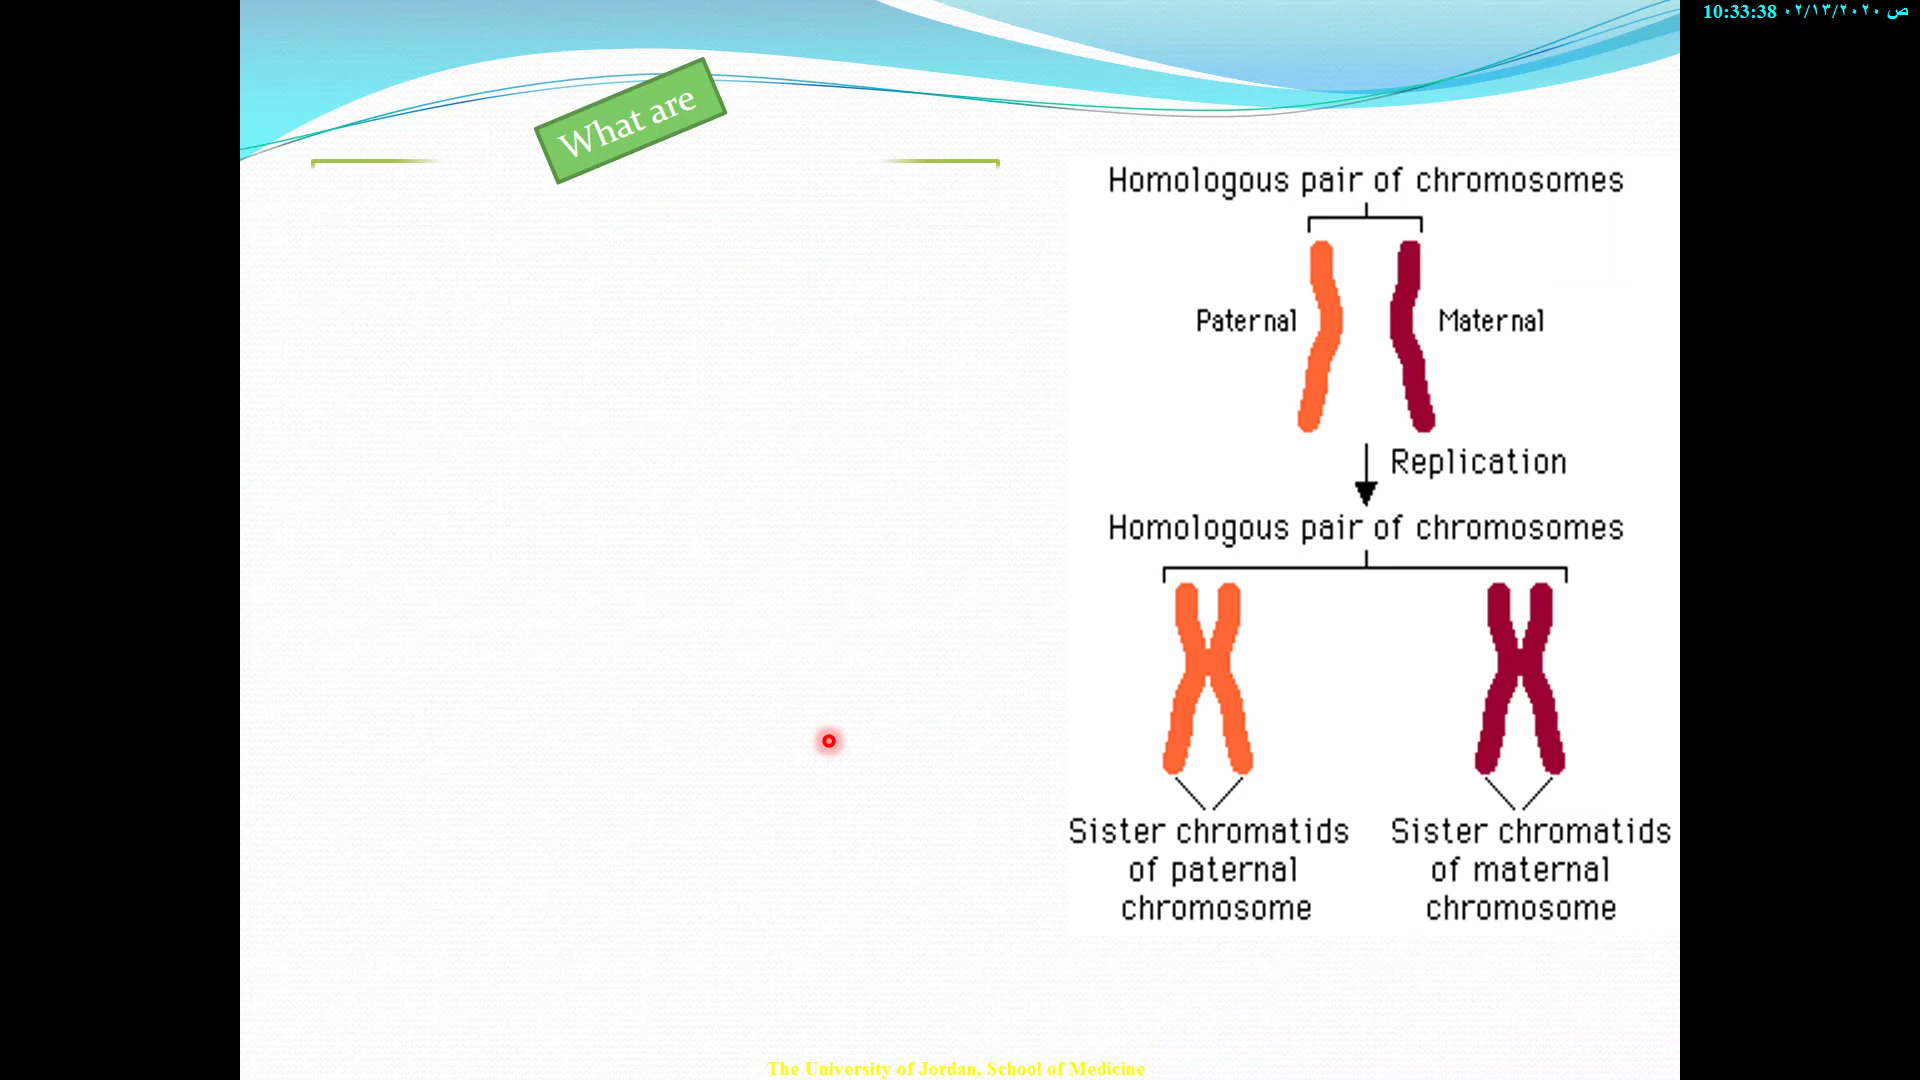 10:33:38 ٠٢/١٣/٢٠٢٠ ص
What are
Homologous pair of chromosomes
Paternal Maternal
Replication
Homologous pair of chromosomes
Sister chromatids
of paternal
chromosome
Sister chromatids
of maternal
chromosome
The University of Jordan, School of Medicine